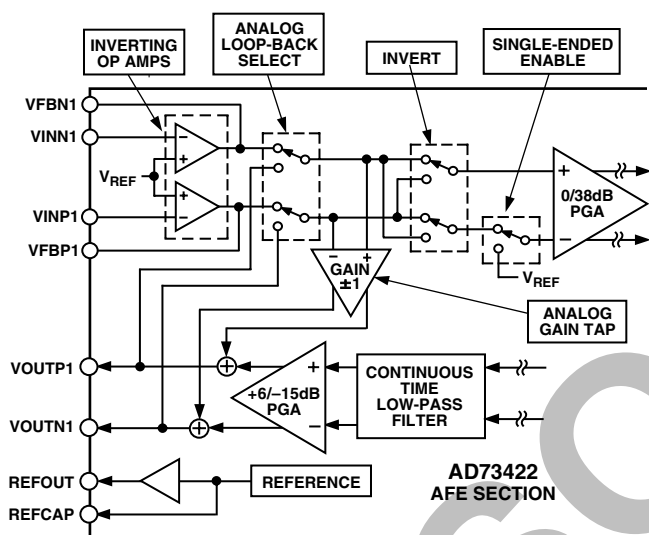 ANALOG
LOOP-BACK
SELECT
INVERTING
OP AMPS
INVERT
SINGLE-ENDED
ENABLE
VFBN1
VINN1
VREF
VINP1
VFBP1
–
+
+
–
+
–
0/38dB
PGA
VREF
– +
GAIN
±1
ANALOG
GAIN TAP
VOUTP1
VOUTN1
+
+
+
+6/–15dB
PGA
–
CONTINUOUS
TIME
LOW-PASS
FILTER
REFOUT
REFCAP
REFERENCE
AD73422
AFE SECTION